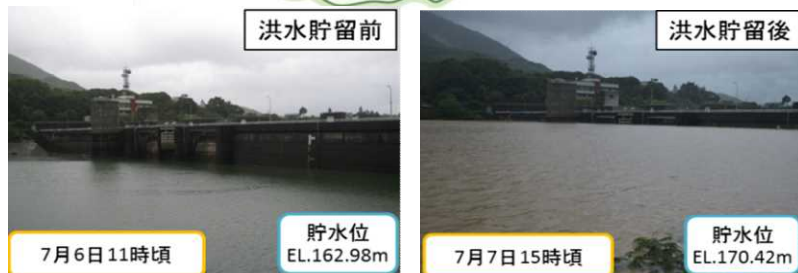 洪水貯留前
7月6日11時頃
貯水位
EL.162.98m
洪水貯留後
7月7日15時頃
貯水位
EL.170.42m